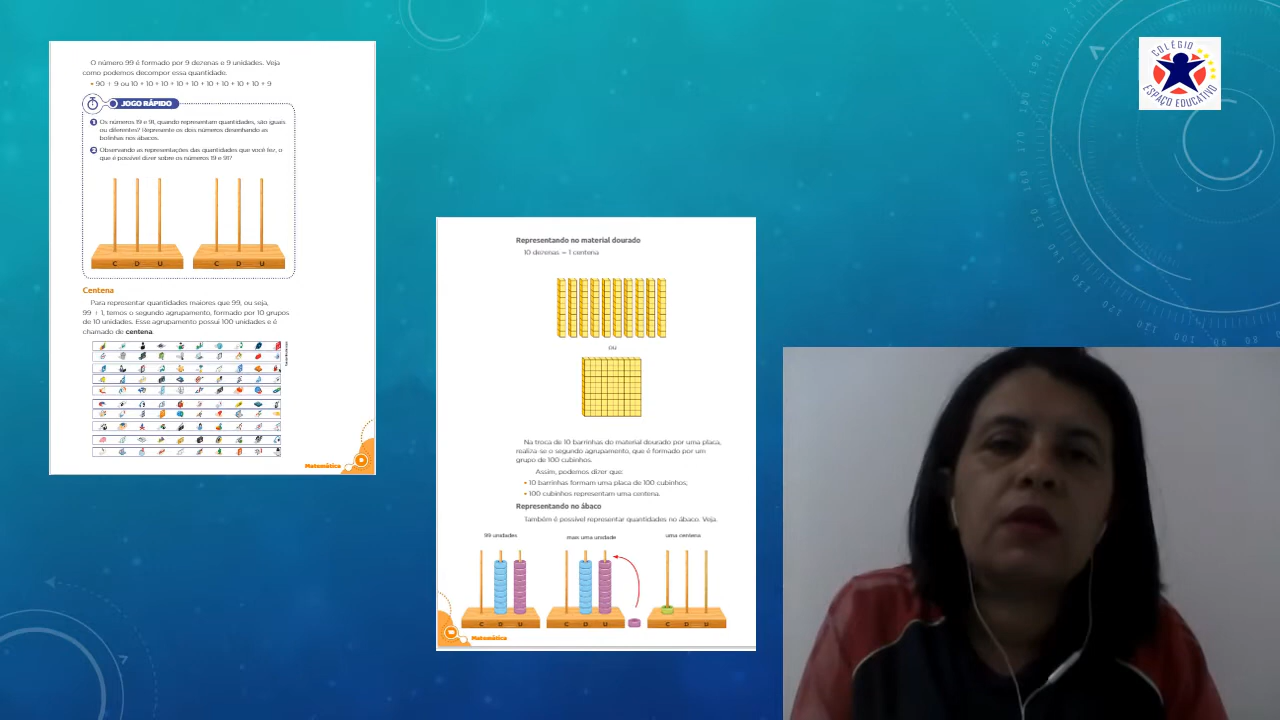 O número 99 é formado por 9 dezenas e 9 unidades. Veja
como podemos decompor essa quantidade.
• 90 + 9 ou 10 + 10 + 10 + 10 + 10 + 10 + 10 + 10 + 10 + 9
JOGO RÁPIDO
1 Os números 19 e 91, quando representam quantidades, são iguais
ou diferentes? Represente os dois números desenhando as
bolinhas nos ábacos.
2 Observando as representações das quantidades que você fez, o
que é possível dizer sobre os números 19 e 91?
C D U
C D U
Centena
Para representar quantidades maiores que 99, ou seja,
99 + 1, temos o segundo agrupamento, formado por 10 grupos
de 10 unidades. Esse agrupamento possui 100 unidades e é
chamado de centena.
Matemática
Representando no material dourado
10 dezenas = 1 centena
ou
Na troca de 10 barrinhas do material dourado por uma placa,
realiza-se o segundo agrupamento, que é formado por um
grupo de 100 cubinhos.
Assim, podemos dizer que:
• 10 barrinhas formam uma placa de 100 cubinhos;
• 100 cubinhos representam uma centena.
Representando no ábaco
Também é possível representar quantidades no ábaco. Veja.
99 unidades
mais uma unidade
uma centena
C D U
C D U
C D U
Matemática
COLÉGIO
ESPAÇO EDUCATIVO